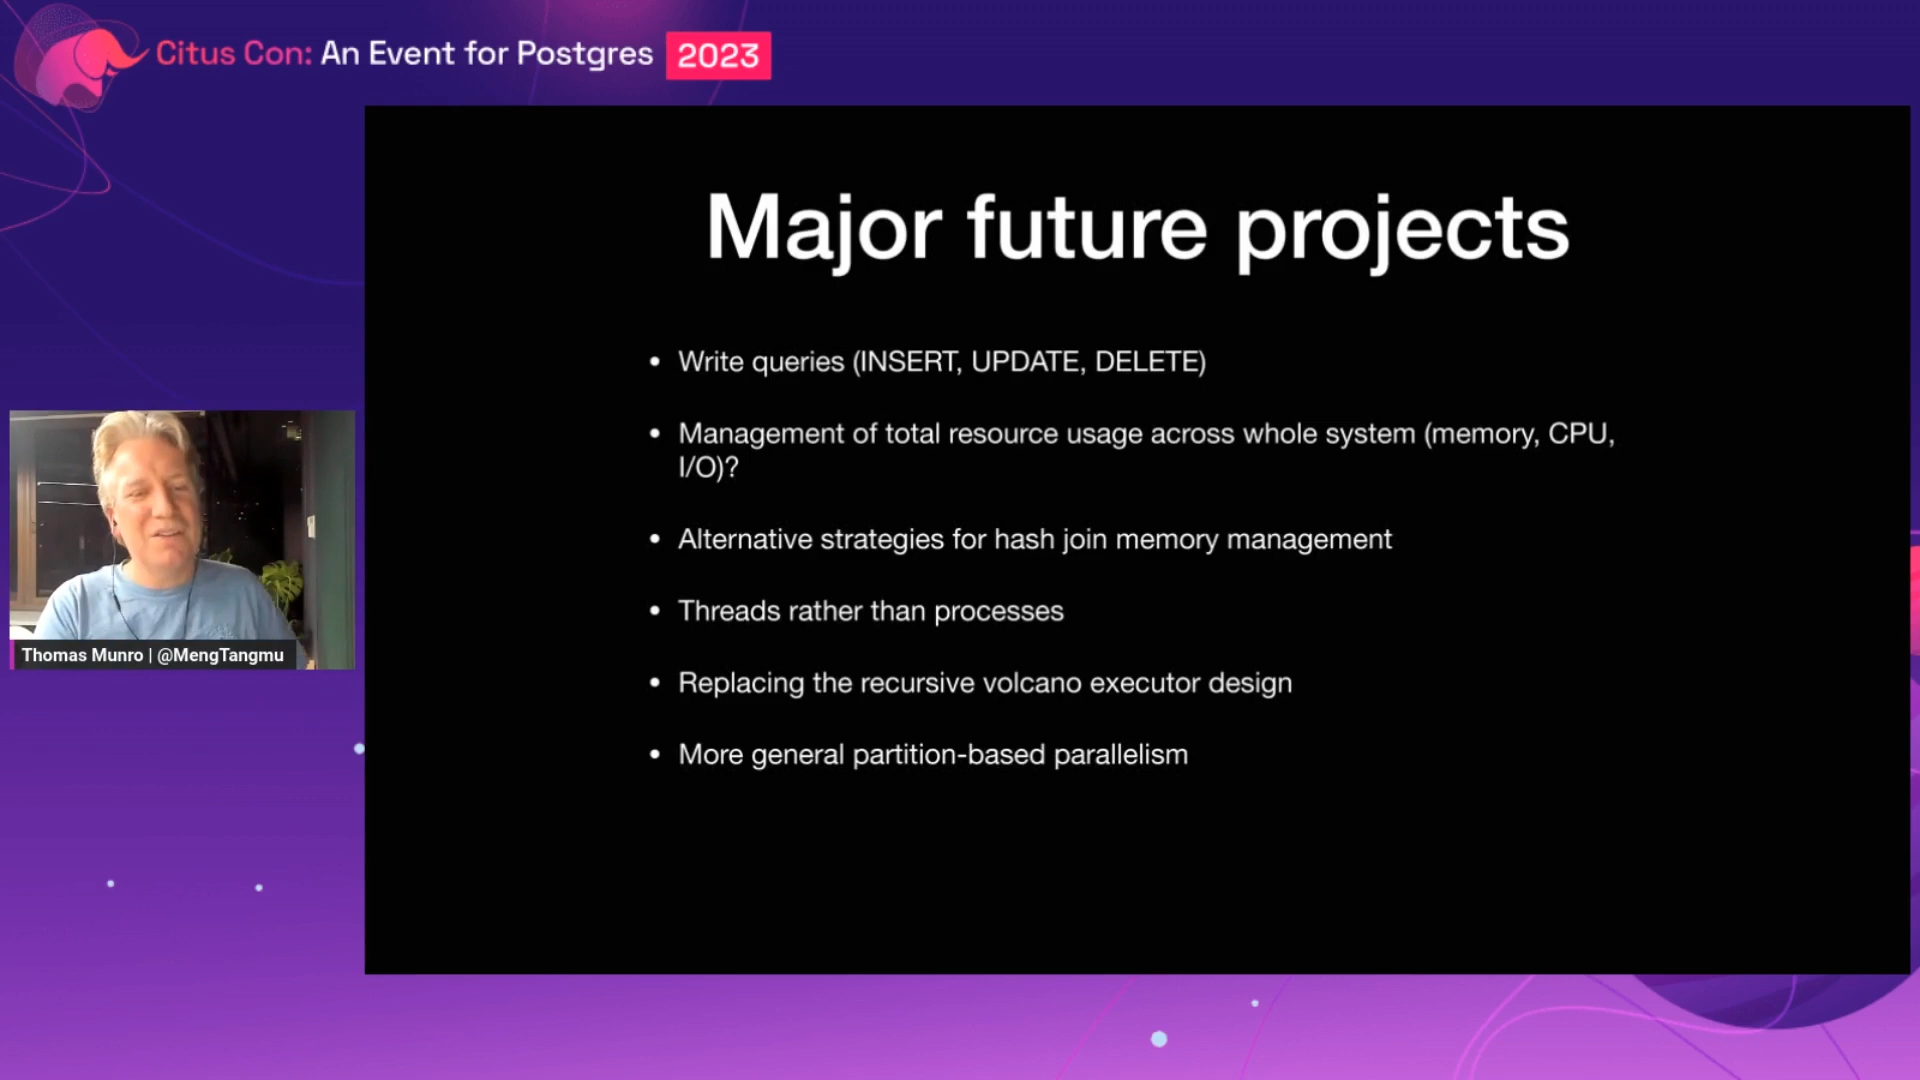 Citus Con: An Event for Postgres 2023
Major future projects
• Write queries (INSERT, UPDATE, DELETE)
• Management of total resource usage across whole system (memory, CPU,
I/O)?
• Alternative strategies for hash join memory management
• Threads rather than processes
• Replacing the recursive volcano executor design
• More general partition-based parallelism
Thomas Munro | @MengTangmu